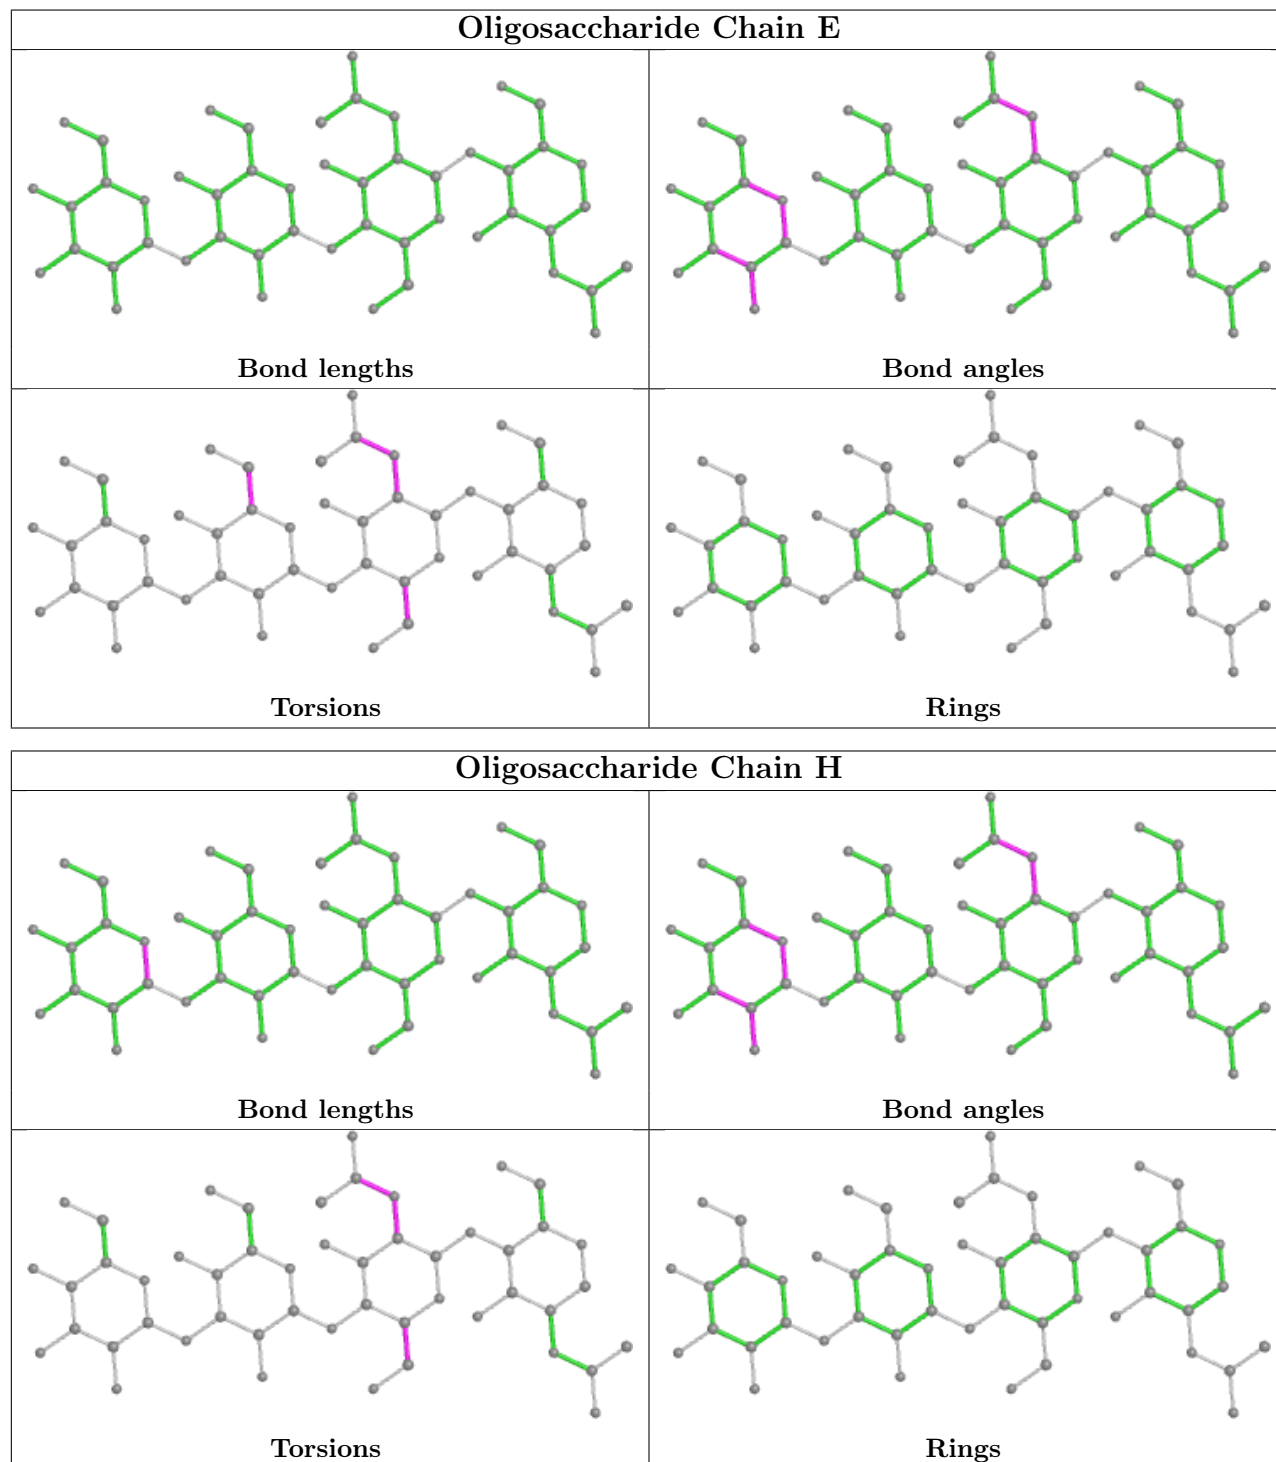 Oligosaccharide Chain E
Bond lengths
Bond angles
Torsions
Rings
Oligosaccharide Chain H
Bond lengths
Bond angles
Torsions
Rings